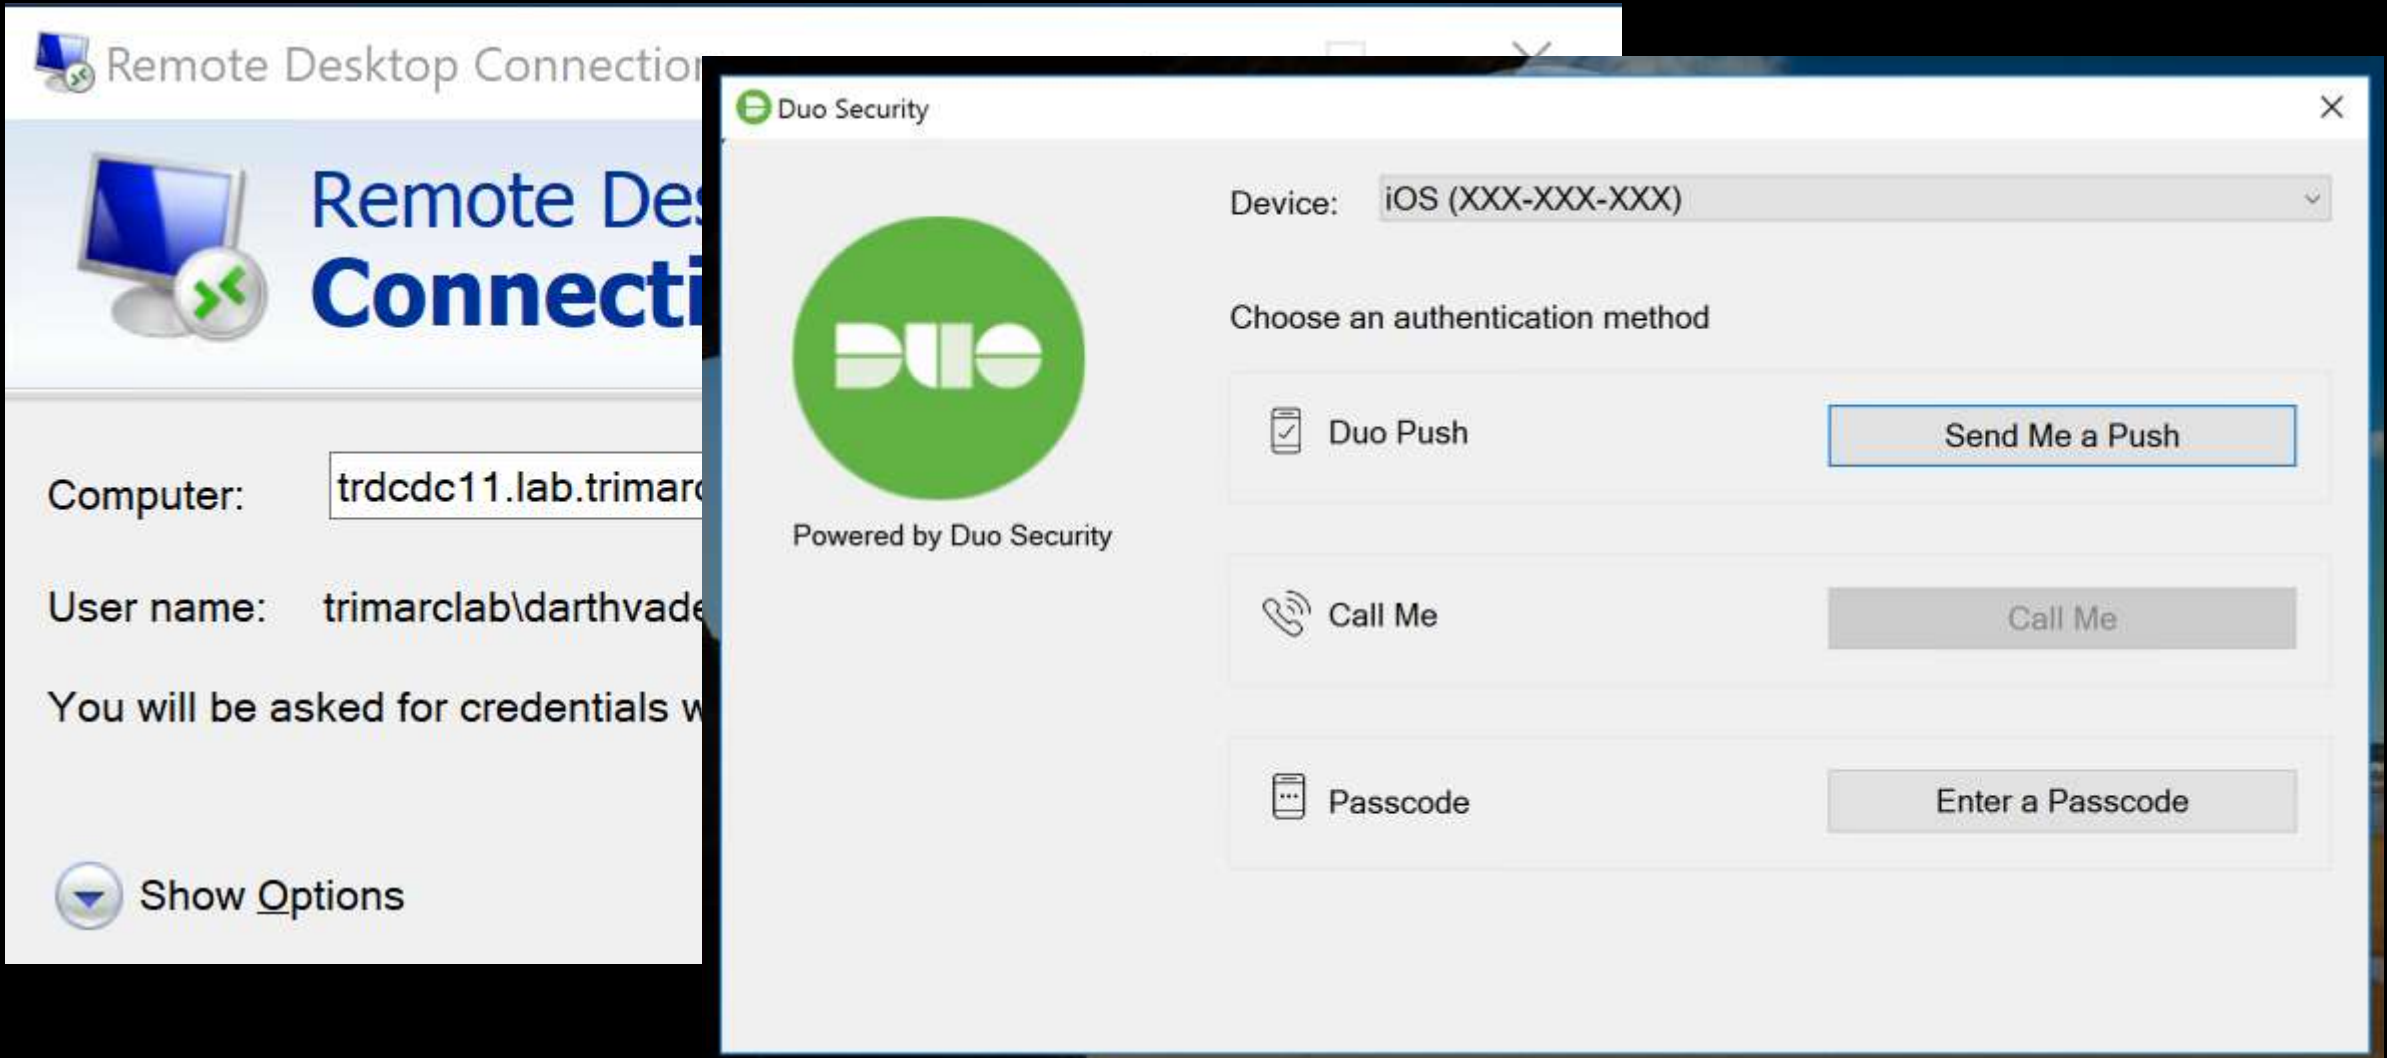 Remote Desktop Connection
Remote Des
Connecti
Computer:
trdcdc11.lab.trimarc
User name:
trimarclab\darthvade
You will be asked for credentials w
Show Options
Duo Security
Device:
iOS (XXX-XXX-XXX)
Choose an authentication method
DUO
Powered by Duo Security
Duo Push
Send Me a Push
Call Me
Call Me
Passcode
Enter a Passcode